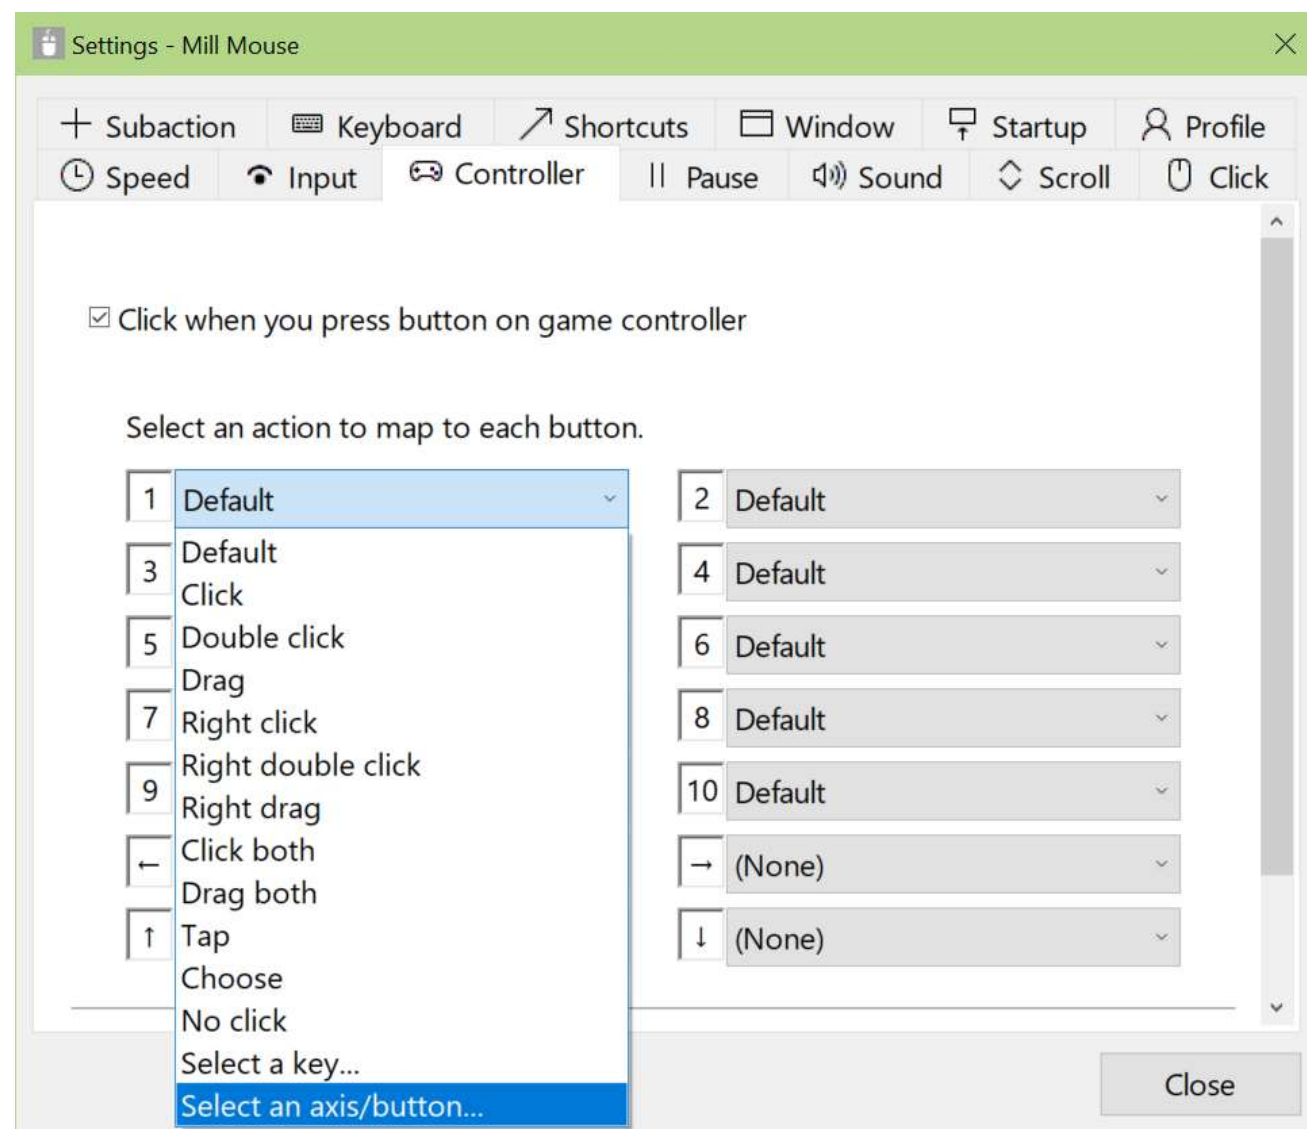 Settings - Mill Mouse
Subaction Keyboard Shortcuts Window Startup Profile
Speed Input Controller Pause Sound Scroll Click
Click when you press button on game controller
Select an action to map to each button.
1 Default 2 Default
Default
3 4 Default
Click
5 Double click 6 Default
Drag
7 Right click 8 Default
Right double click
9 10 Default
Right drag
← Click both → (None)
Drag both
↑ Tap ↓ (None)
Choose
No click
Select a key...
Select an axis/button...
Close